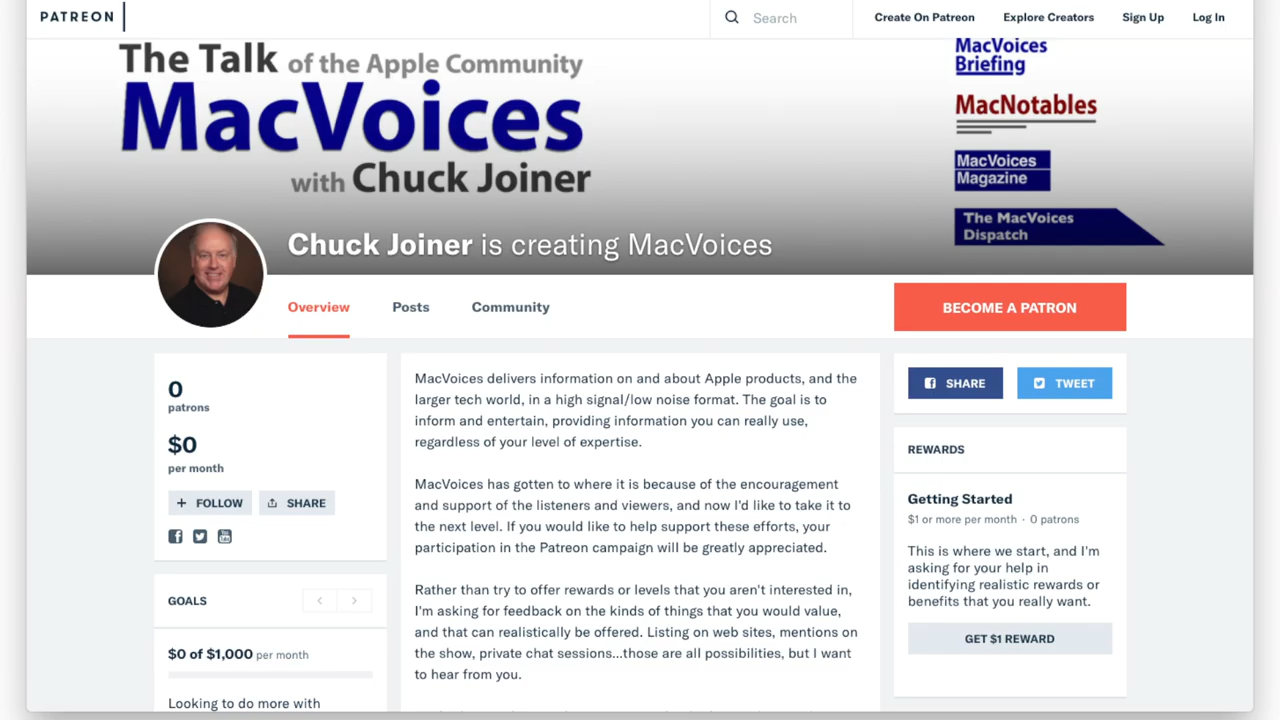 PATREON
Search
Create On Patreon
Explore Creators
Sign Up
Log In
The Talk of the Apple Community
MacVoices
with Chuck Joiner
MacVoices
Briefing
MacNotables
MacVoices
Magazine
The MacVoices
Dispatch
Chuck Joiner is creating MacVoices
Overview
Posts
Community
BECOME A PATRON
0
patrons
$0
per month
+ FOLLOW
SHARE
GOALS
$0 of $1,000 per month
Looking to do more with
MacVoices delivers information on and about Apple products, and the
larger tech world, in a high signal/low noise format. The goal is to
inform and entertain, providing information you can really use,
regardless of your level of expertise.
MacVoices has gotten to where it is because of the encouragement
and support of the listeners and viewers, and now I'd like to take it to
the next level. If you would like to help support these efforts, your
participation in the Patreon campaign will be greatly appreciated.
Rather than try to offer rewards or levels that you aren't interested in,
I'm asking for feedback on the kinds of things that you would value,
and that can realistically be offered. Listing on web sites, mentions on
the show, private chat sessions...those are all possibilities, but I want
to hear from you.
SHARE
TWEET
REWARDS
Getting Started
$1 or more per month · 0 patrons
This is where we start, and I'm
asking for your help in
identifying realistic rewards or
benefits that you really want.
GET $1 REWARD